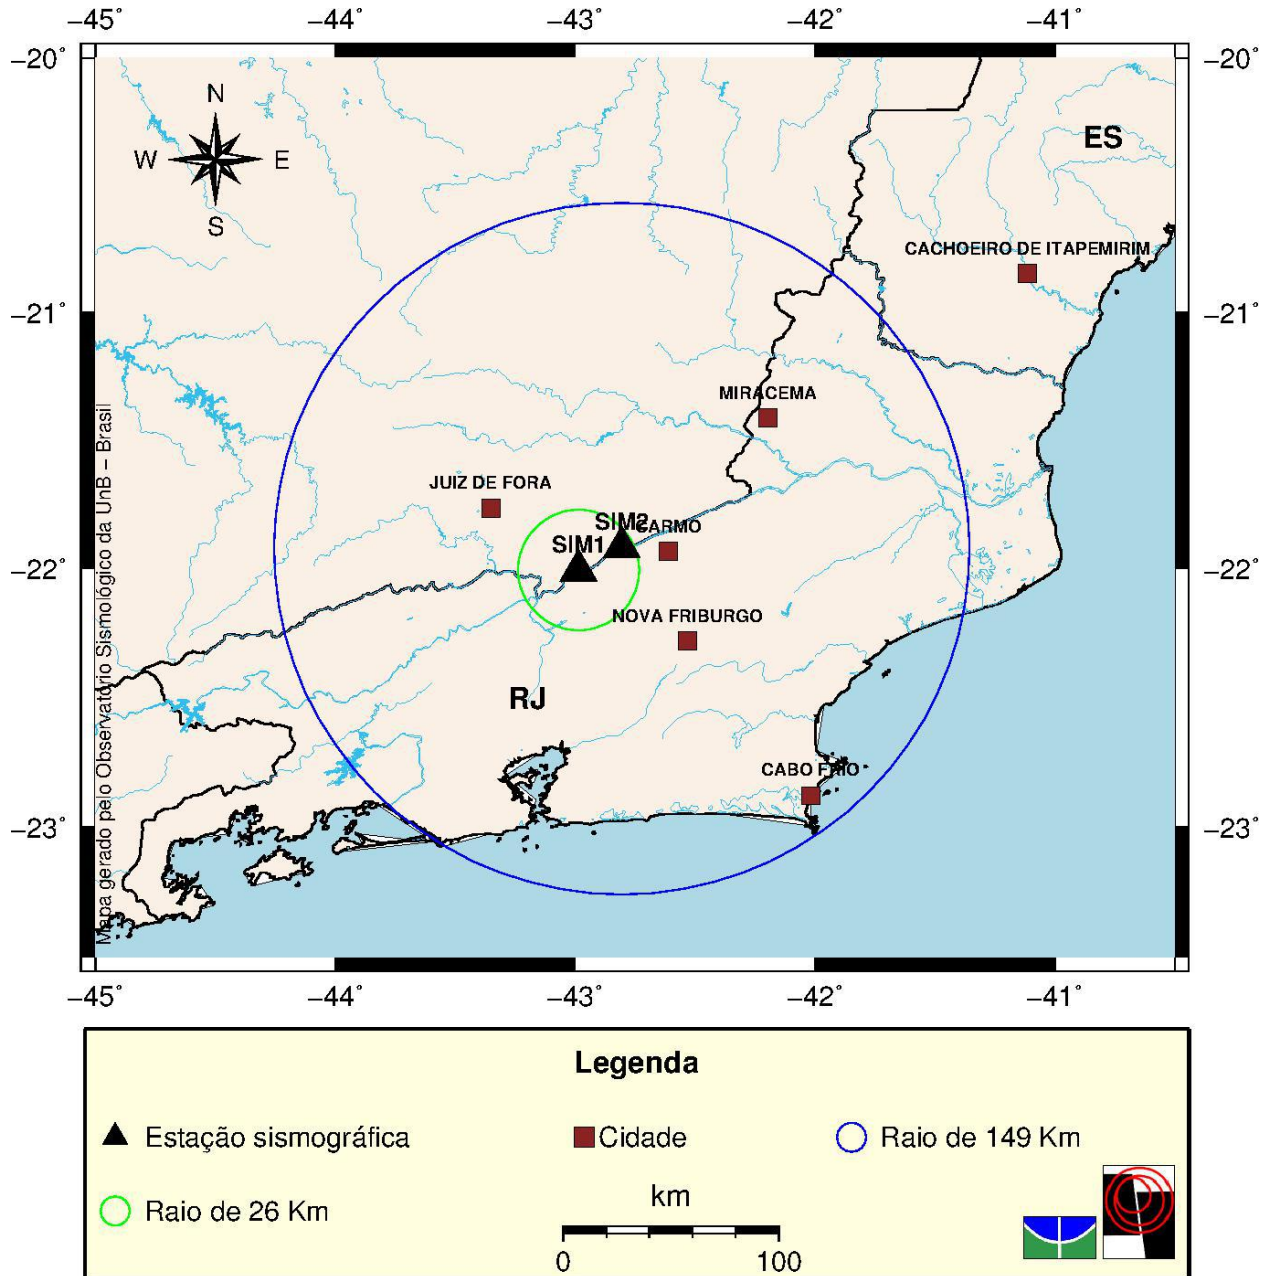 −45° −44° −43° −42° −41°
−20° −20°
N
W E
S
ES
CACHOEIRO DE ITAPEMIRIM
−21° −21°
MIRACEMA
JUIZ DE FORA
SIM2
CARMO
SIM1
−22° −22°
NOVA FRIBURGO
RJ
CABO FRIO
−23° −23°
Mapa gerado pelo Observatório Sismológico da UnB − Brasil
−45° −44° −43° −42° −41°
Legenda
Estação sismográfica Cidade Raio de 149 Km
Raio de 26 Km
km
0 100